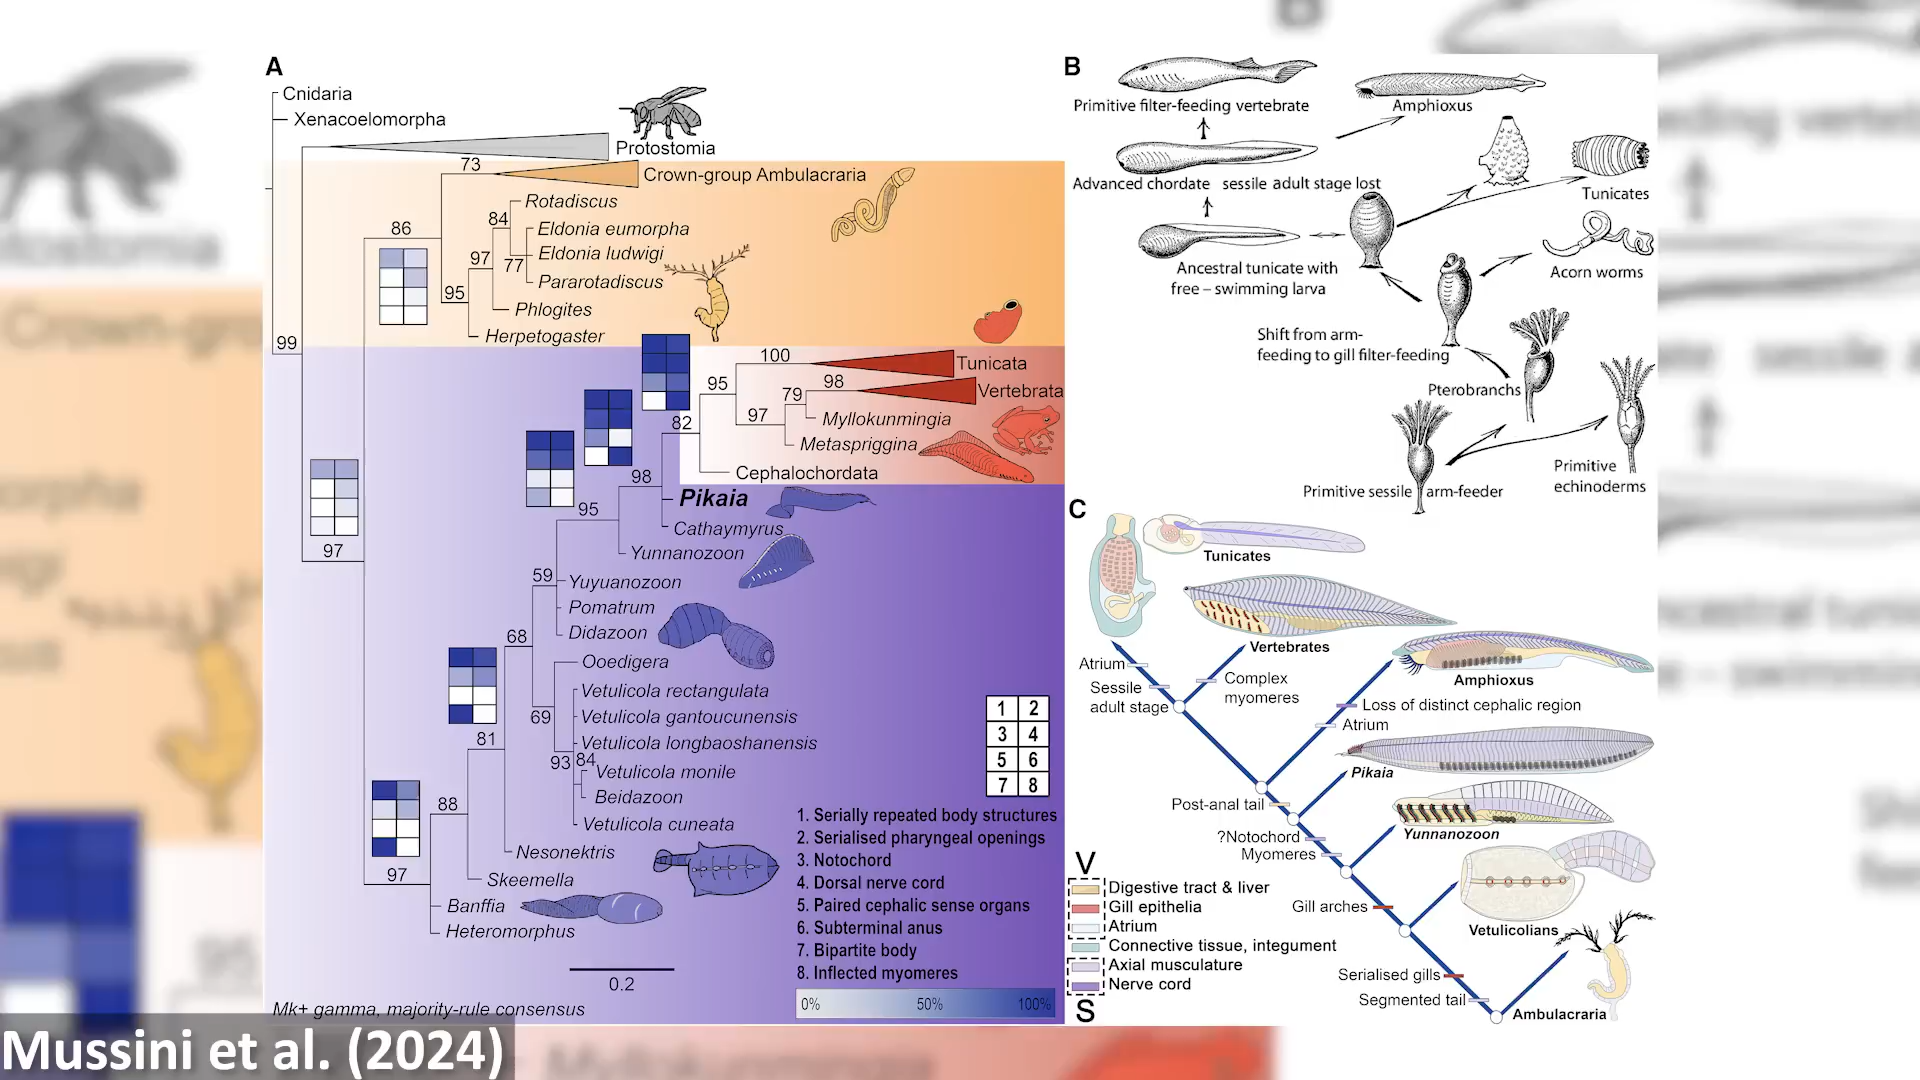 A
Cnidaria
Xenacoelomorpha
Protostomia
73
Crown-group Ambulacraria
Rotadiscus
84
Eldonia eumorpha
86
Eldonia ludwigi
97
77
Pararotadiscus
95
Phlogites
Herpetogaster
99
100
Tunicata
95
98
Vertebrata
79
97
Myllokunmingia
82
Metaspriggina
Cephalochordata
98
Pikaia
95
Cathaymyrus
97
Yunnanozoon
59
Yuyuanozoon
Pomatrum
68
Didazoon
Ooedigera
Vetulicola rectangulata
69
Vetulicola gantoucunensis
81
Vetulicola longbaoshanensis
93
84
Vetulicola monile
Beidazoon
88
Vetulicola cuneata
Nesonektris
97
Skeemella
Banffia
Heteromorphus
0.2
Mk+ gamma, majority-rule consensus
1 2
3 4
5 6
7 8
1. Serially repeated body structures
2. Serialised pharyngeal openings
3. Notochord
4. Dorsal nerve cord
5. Paired cephalic sense organs
6. Subterminal anus
7. Bipartite body
8. Inflected myomeres
0% 50% 100%
B
Primitive filter-feeding vertebrate
Amphioxus
Advanced chordate sessile adult stage lost
Tunicates
Ancestral tunicate with
free – swimming larva
Acorn worms
Shift from arm-
feeding to gill filter-feeding
Pterobranchs
Primitive
echinoderms
Primitive sessile arm-feeder
C
Tunicates
Vertebrates
Atrium
Sessile
adult stage
Complex
myomeres
Amphioxus
Loss of distinct cephalic region
Atrium
Pikaia
Post-anal tail
Yunnanozoon
?Notochord
Myomeres
V
Digestive tract & liver
Gill epithelia
Atrium
Connective tissue, integument
Axial musculature
Nerve cord
S
Gill arches
Vetulicolians
Serialised gills
Segmented tail
Ambulacraria
Mussini et al. (2024)